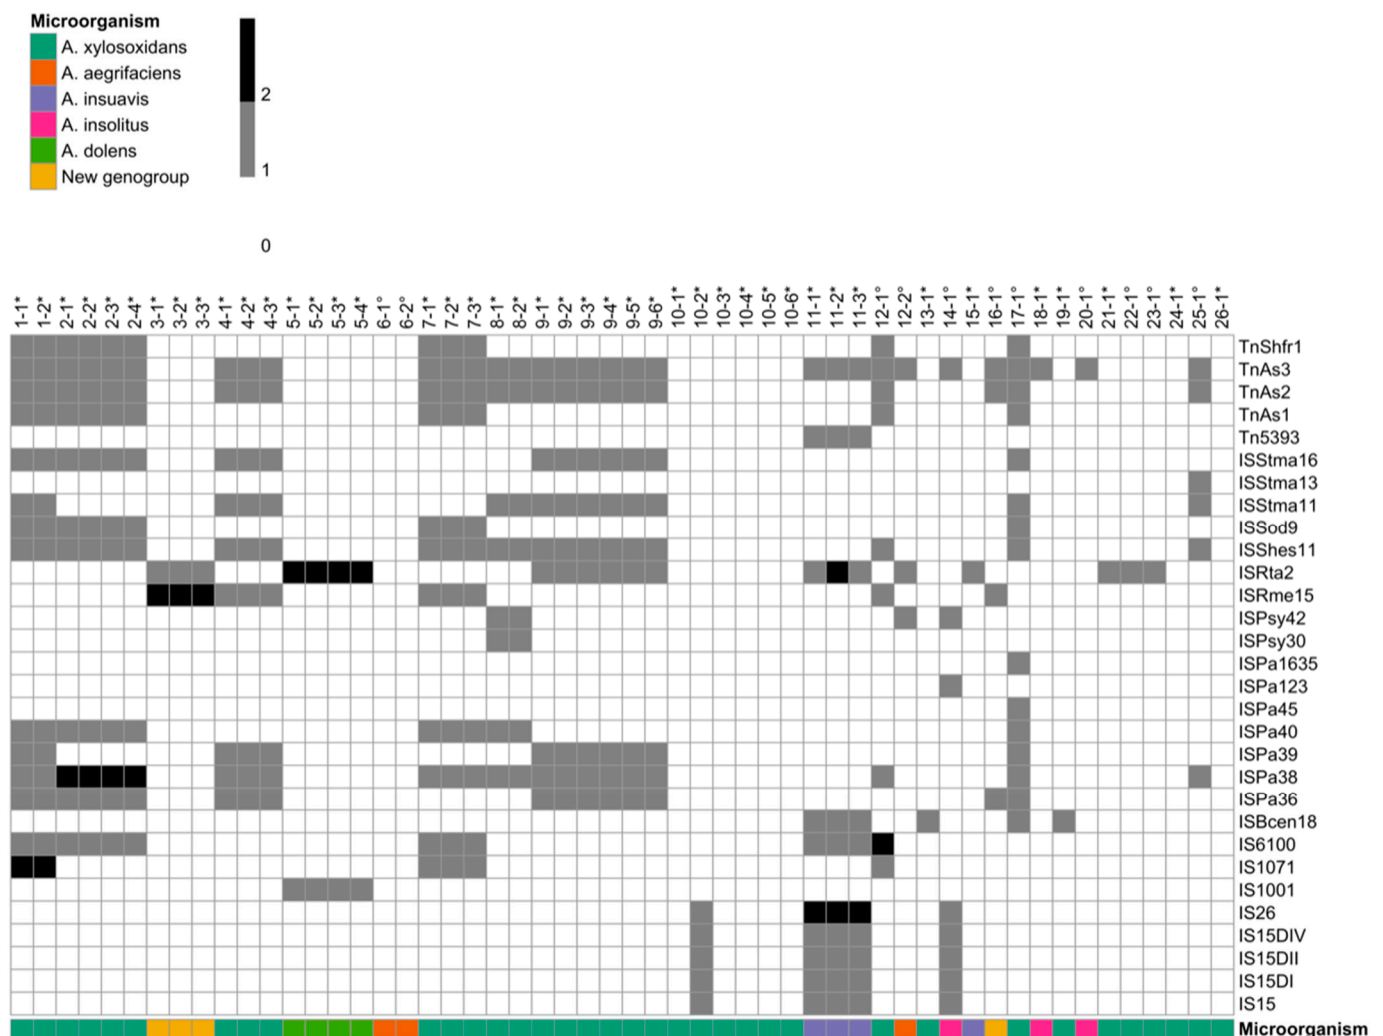 Microorganism
A. xylosoxidans
A. aegrifaciens
A. insuavis
A. insolitus
A. dolens
New genogroup
2
1
0
1-1* 1-2* 2-1* 2-2* 2-3* 2-4* 3-1* 3-2* 3-3* 4-1* 4-2* 4-3* 5-1* 5-2* 5-3* 5-4* 6-1° 6-2° 7-1* 7-2* 7-3* 8-1* 8-2* 9-1* 9-2* 9-3* 9-4* 9-5* 9-6* 10-1* 10-2* 10-3* 10-4* 10-5* 10-6° 11-1* 11-2* 11-3* 12-1° 12-2° 13-1* 14-1° 15-1* 16-1° 17-1° 18-1* 19-1* 20-1° 21-1° 22-1° 23-1° 24-1* 25-1° 26-1*
TnShfr1
TnAs3
TnAs2
TnAs1
Tn5393
ISStma16
ISStma13
ISStma11
ISSod9
ISShes11
ISRta2
ISRme15
ISPsy42
ISPsy30
ISPa1635
ISPa123
ISPa45
ISPa40
ISPa39
ISPa38
ISPa36
ISBcen18
IS6100
IS1071
IS1001
IS26
IS15DIV
IS15DII
IS15DI
IS15
Microorganism